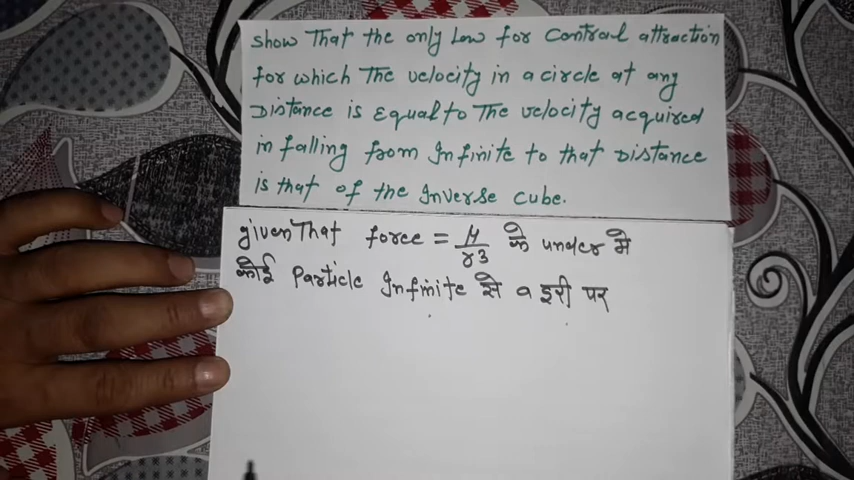 show That the only Law for Central attraction
for which The velocity in a circle at any
Distance is Equal to The velocity acquired
in falling from Infinite to that Distance
is that of the Inverse cube.
given That force = μ/r3 के under मे
कोई Particle Infinite से a दूरी पर